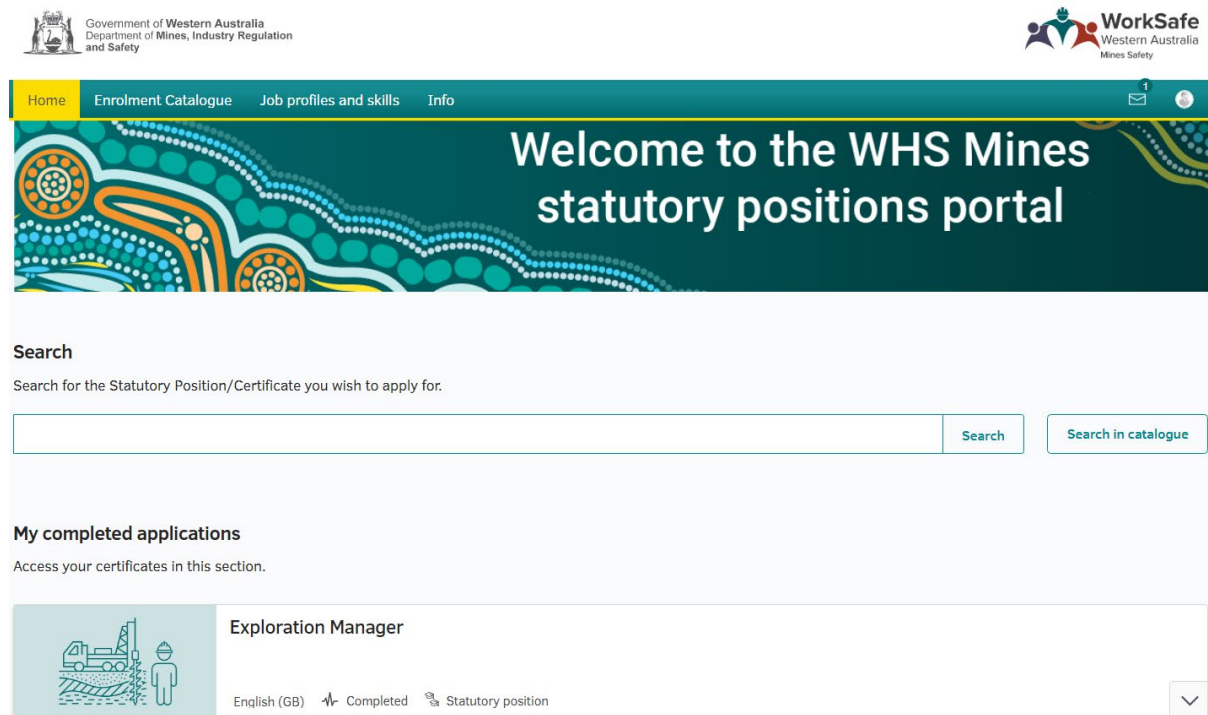 Government of Western Australia
Department of Mines, Industry Regulation
and Safety
WorkSafe
Western Australia
Mines Safety
Home Enrolment Catalogue Job profiles and skills Info 1
Welcome to the WHS Mines
statutory positions portal
Search
Search for the Statutory Position/Certificate you wish to apply for.
Search Search in catalogue
My completed applications
Access your certificates in this section.
Exploration Manager
English (GB) Completed Statutory position